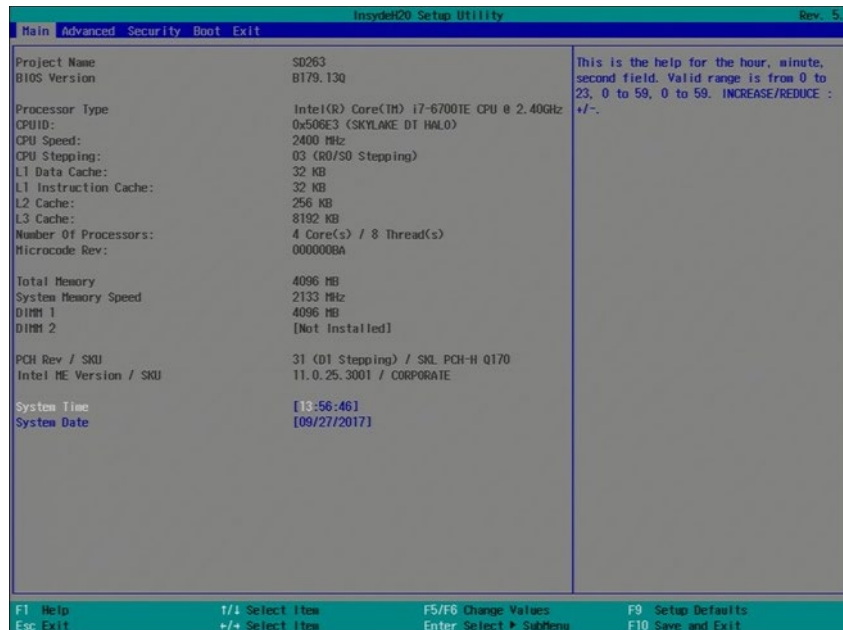 InsydeH20 Setup Utility Rev. 5.
Main Advanced Security Boot Exit
Project Name SD263
BIOS Version B179.13Q
Processor Type Intel(R) Core(TM) i7-6700TE CPU @ 2.40GHz
CPUID: 0x506E3 (SKYLAKE DT HALO)
CPU Speed: 2400 MHz
CPU Stepping: 03 (R0/S0 Stepping)
L1 Data Cache: 32 KB
L1 Instruction Cache: 32 KB
L2 Cache: 256 KB
L3 Cache: 8192 KB
Number Of Processors: 4 Core(s) / 8 Thread(s)
Microcode Rev: 000000BA
Total Memory 4096 MB
System Memory Speed 2133 MHz
DIMM 1 4096 MB
DIMM 2 [Not Installed]
PCH Rev / SKU 31 (D1 Stepping) / SKL PCH-H Q170
Intel ME Version / SKU 11.0.25.3001 / CORPORATE
System Time [13:56:46]
System Date [09/27/2017]
This is the help for the hour, minute,
second field. Valid range is from 0 to
23, 0 to 59, 0 to 59. INCREASE/REDUCE :
+/-.
F1 Help ↑/↓ Select Item F5/F6 Change Values F9 Setup Defaults
Esc Exit ←/→ Select Item Enter Select ▶ SubMenu F10 Save and Exit